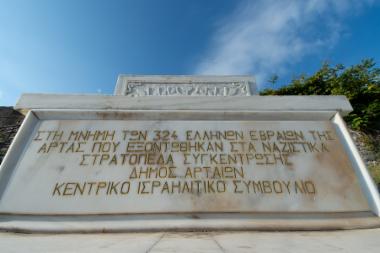 ΣΤΗ ΜΝΗΜΗ ΤΩΝ 324 ΕΛΛΗΝΩΝ ΕΒΡΑΙΩΝ ΤΗΣ
ΑΡΤΑΣ ΠΟΥ ΕΞΟΝΤΩΘΗΚΑΝ ΣΤΑ ΝΑΖΙΣΤΙΚΑ
ΣΤΡΑΤΟΠΕΔΑ ΣΥΓΚΕΝΤΡΩΣΗΣ
ΔΗΜΟΣ ΑΡΤΑΙΩΝ
ΚΕΝΤΡΙΚΟ ΙΣΡΑΗΛΙΤΙΚΟ ΣΥΜΒΟΥΛΙΟ